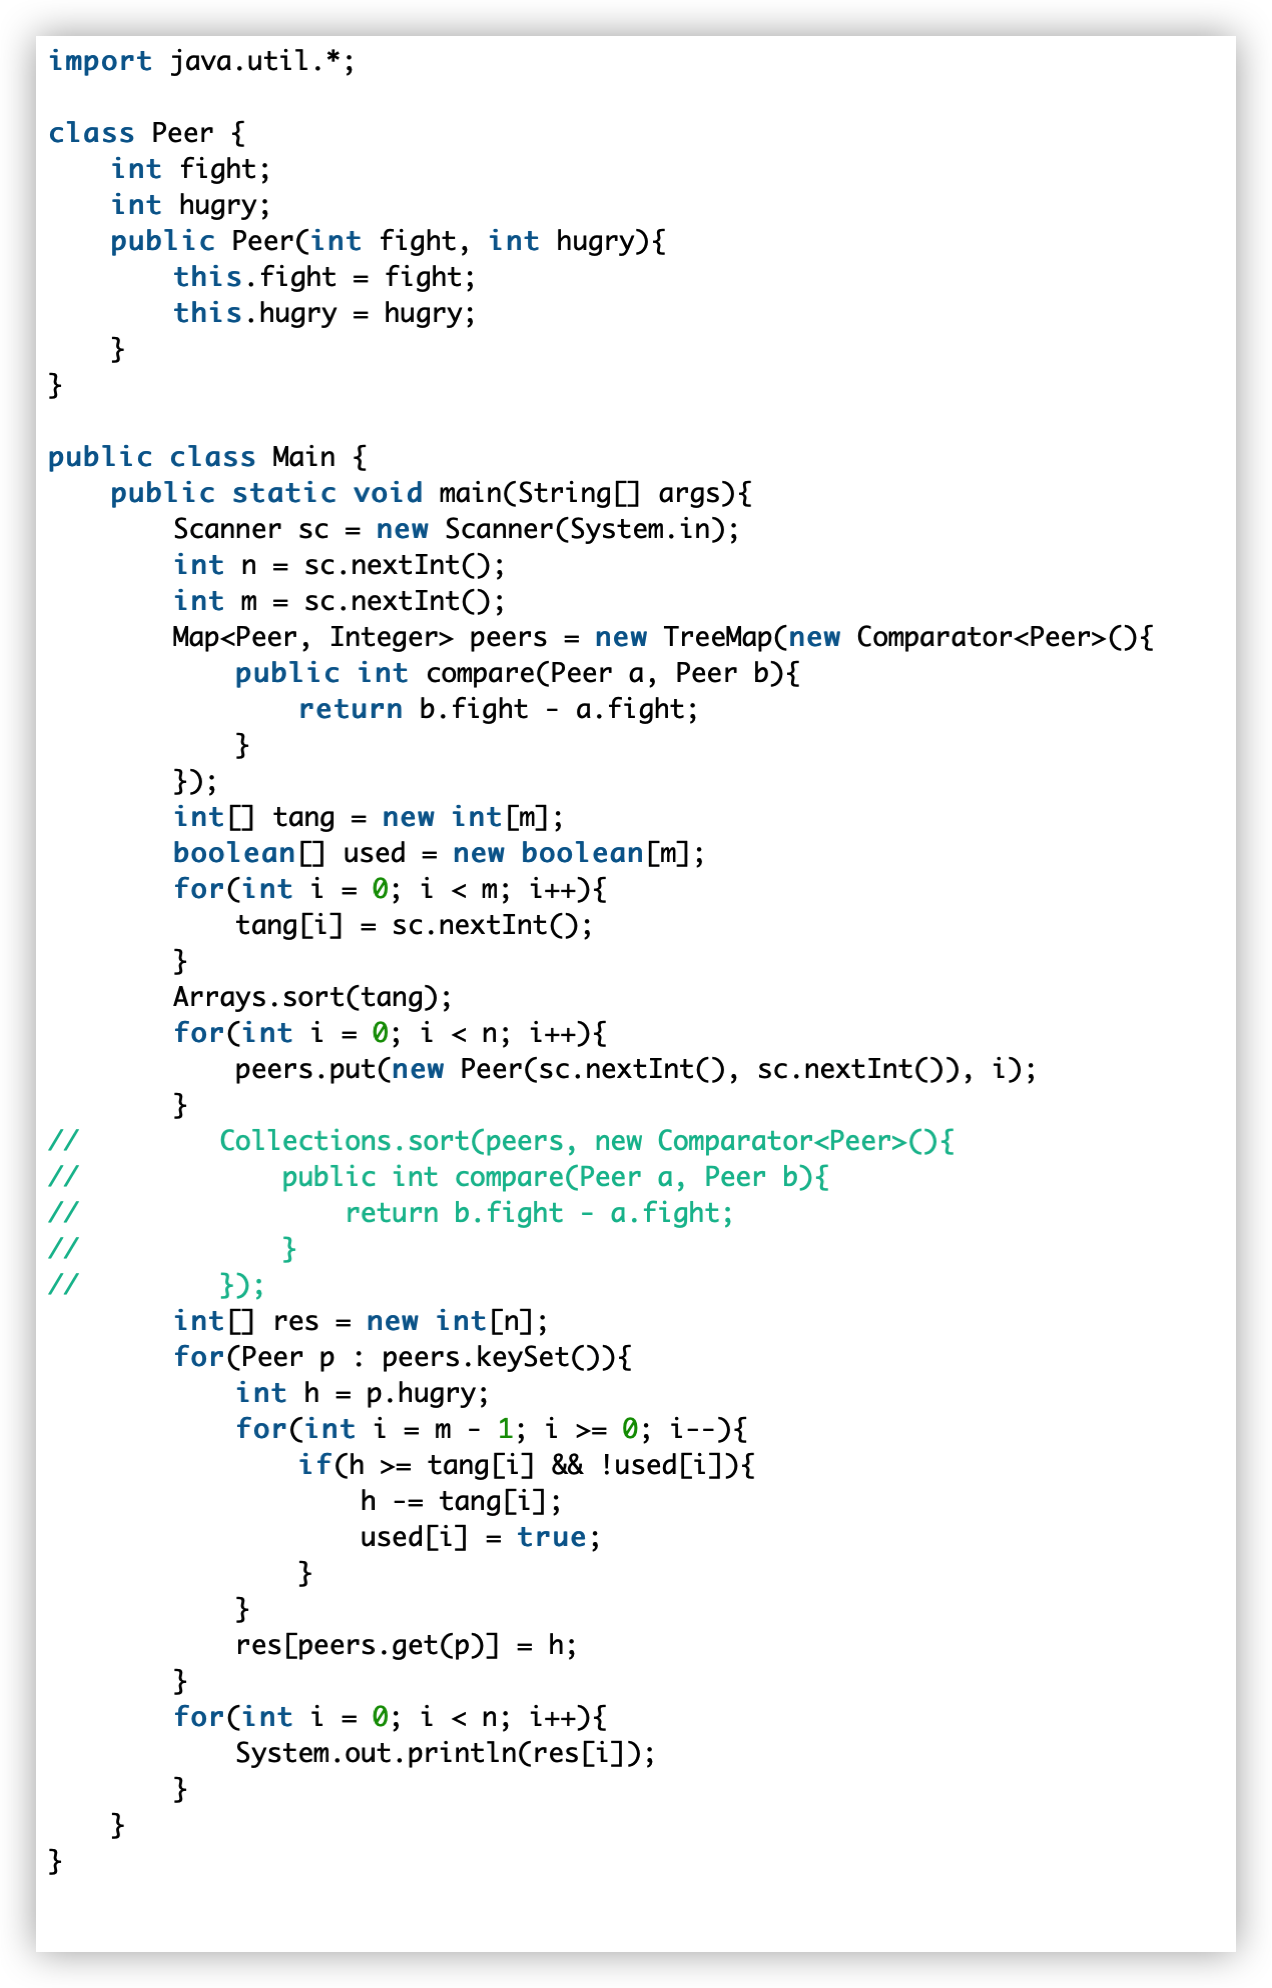 import java.util.*;

class Peer {
    int fight;
    int hugry;
    public Peer(int fight, int hugry){
        this.fight = fight;
        this.hugry = hugry;
    }
}

public class Main {
    public static void main(String[] args){
        Scanner sc = new Scanner(System.in);
        int n = sc.nextInt();
        int m = sc.nextInt();
        Map<Peer, Integer> peers = new TreeMap(new Comparator<Peer>(){
            public int compare(Peer a, Peer b){
                return b.fight - a.fight;
            }
        });
        int[] tang = new int[m];
        boolean[] used = new boolean[m];
        for(int i = 0; i < m; i++){
            tang[i] = sc.nextInt();
        }
        Arrays.sort(tang);
        for(int i = 0; i < n; i++){
            peers.put(new Peer(sc.nextInt(), sc.nextInt()), i);
        }
//         Collections.sort(peers, new Comparator<Peer>(){
//             public int compare(Peer a, Peer b){
//                 return b.fight - a.fight;
//             }
//         });
        int[] res = new int[n];
        for(Peer p : peers.keySet()){
            int h = p.hugry;
            for(int i = m - 1; i >= 0; i--){
                if(h >= tang[i] && !used[i]){
                    h -= tang[i];
                    used[i] = true;
                }
            }
            res[peers.get(p)] = h;
        }
        for(int i = 0; i < n; i++){
            System.out.println(res[i]);
        }
    }
}